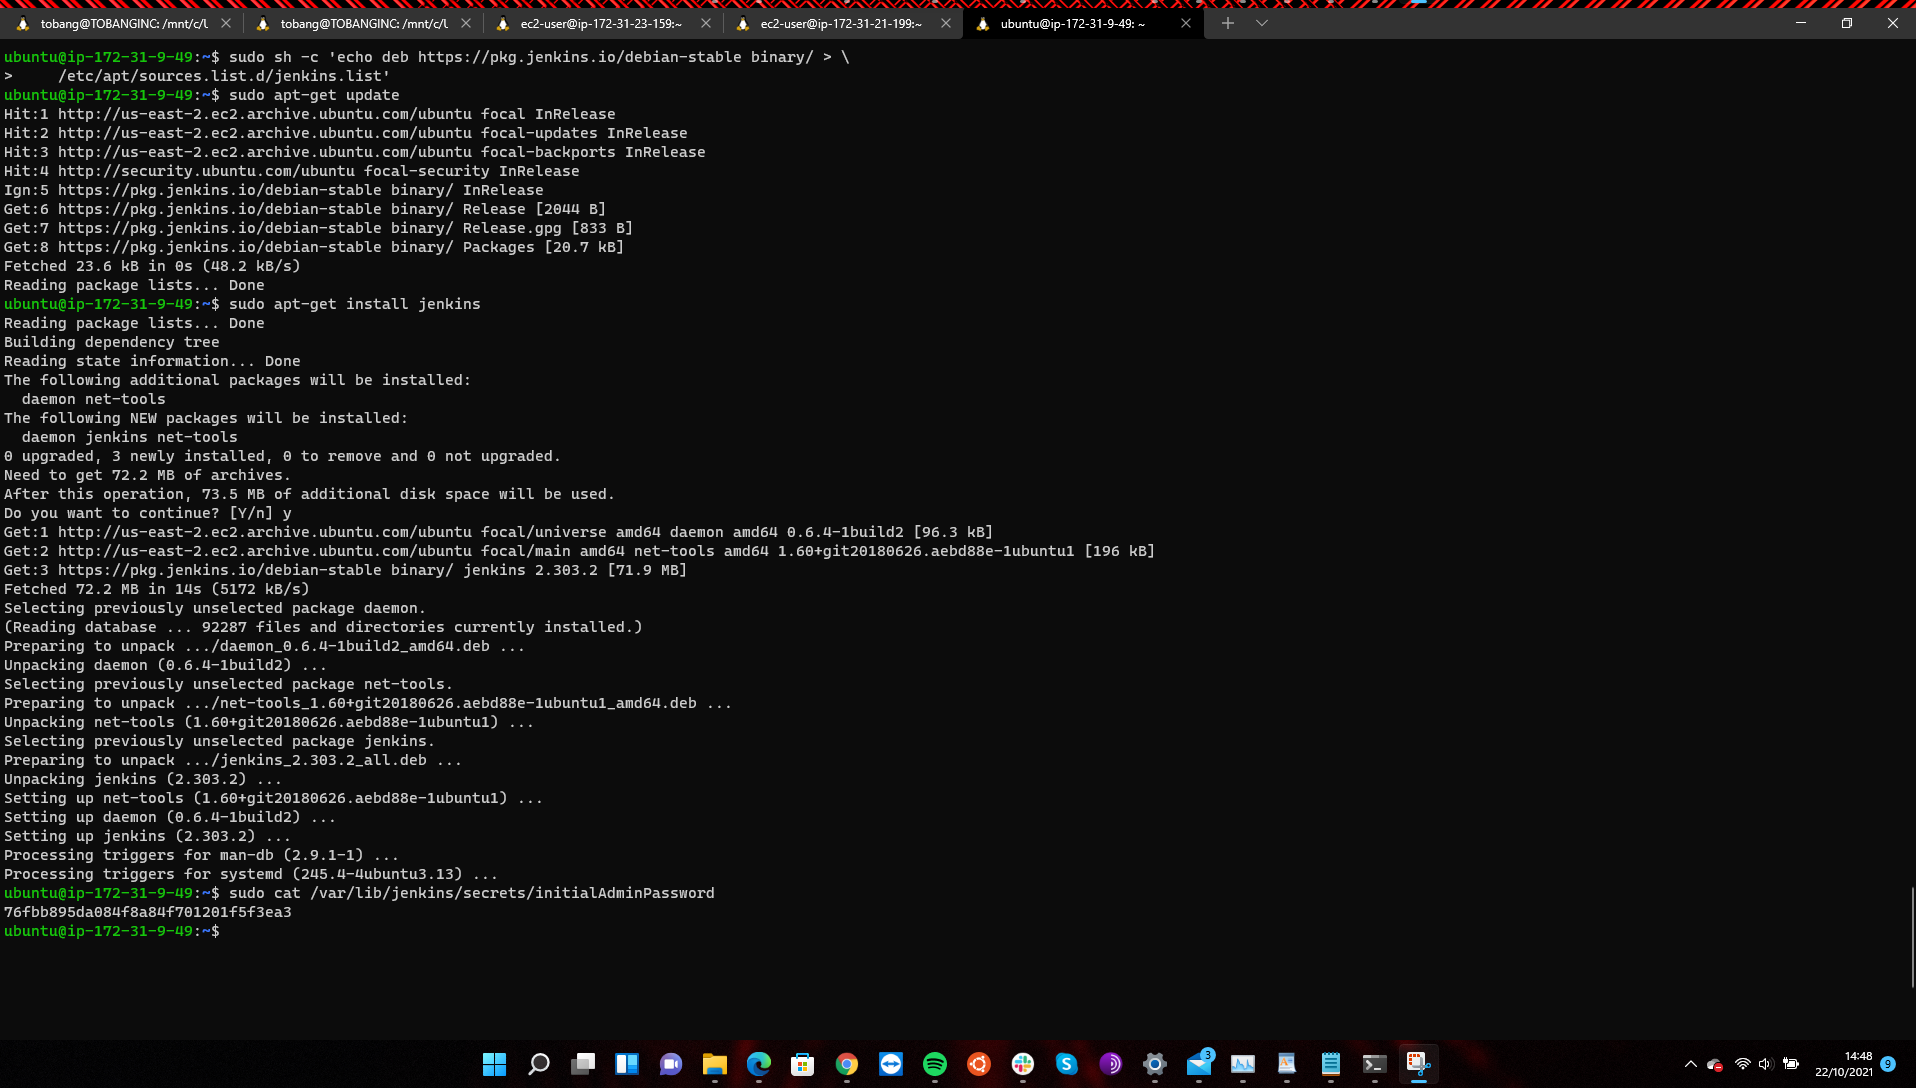 tobang@TOBANGINC: /mnt/c/U
tobang@TOBANGINC: /mnt/c/U
ec2-user@ip-172-31-23-159:~
ec2-user@ip-172-31-21-199:~
ubuntu@ip-172-31-9-49: ~
ubuntu@ip-172-31-9-49:~$ sudo sh -c 'echo deb https://pkg.jenkins.io/debian-stable binary/ > \
>     /etc/apt/sources.list.d/jenkins.list'
ubuntu@ip-172-31-9-49:~$ sudo apt-get update
Hit:1 http://us-east-2.ec2.archive.ubuntu.com/ubuntu focal InRelease
Hit:2 http://us-east-2.ec2.archive.ubuntu.com/ubuntu focal-updates InRelease
Hit:3 http://us-east-2.ec2.archive.ubuntu.com/ubuntu focal-backports InRelease
Hit:4 http://security.ubuntu.com/ubuntu focal-security InRelease
Ign:5 https://pkg.jenkins.io/debian-stable binary/ InRelease
Get:6 https://pkg.jenkins.io/debian-stable binary/ Release [2044 B]
Get:7 https://pkg.jenkins.io/debian-stable binary/ Release.gpg [833 B]
Get:8 https://pkg.jenkins.io/debian-stable binary/ Packages [20.7 kB]
Fetched 23.6 kB in 0s (48.2 kB/s)
Reading package lists... Done
ubuntu@ip-172-31-9-49:~$ sudo apt-get install jenkins
Reading package lists... Done
Building dependency tree
Reading state information... Done
The following additional packages will be installed:
  daemon net-tools
The following NEW packages will be installed:
  daemon jenkins net-tools
0 upgraded, 3 newly installed, 0 to remove and 0 not upgraded.
Need to get 72.2 MB of archives.
After this operation, 73.5 MB of additional disk space will be used.
Do you want to continue? [Y/n] y
Get:1 http://us-east-2.ec2.archive.ubuntu.com/ubuntu focal/universe amd64 daemon amd64 0.6.4-1build2 [96.3 kB]
Get:2 http://us-east-2.ec2.archive.ubuntu.com/ubuntu focal/main amd64 net-tools amd64 1.60+git20180626.aebd88e-1ubuntu1 [196 kB]
Get:3 https://pkg.jenkins.io/debian-stable binary/ jenkins 2.303.2 [71.9 MB]
Fetched 72.2 MB in 14s (5172 kB/s)
Selecting previously unselected package daemon.
(Reading database ... 92287 files and directories currently installed.)
Preparing to unpack .../daemon_0.6.4-1build2_amd64.deb ...
Unpacking daemon (0.6.4-1build2) ...
Selecting previously unselected package net-tools.
Preparing to unpack .../net-tools_1.60+git20180626.aebd88e-1ubuntu1_amd64.deb ...
Unpacking net-tools (1.60+git20180626.aebd88e-1ubuntu1) ...
Selecting previously unselected package jenkins.
Preparing to unpack .../jenkins_2.303.2_all.deb ...
Unpacking jenkins (2.303.2) ...
Setting up net-tools (1.60+git20180626.aebd88e-1ubuntu1) ...
Setting up daemon (0.6.4-1build2) ...
Setting up jenkins (2.303.2) ...
Processing triggers for man-db (2.9.1-1) ...
Processing triggers for systemd (245.4-4ubuntu3.13) ...
ubuntu@ip-172-31-9-49:~$ sudo cat /var/lib/jenkins/secrets/initialAdminPassword
76fbb895da084f8a84f701201f5f3ea3
ubuntu@ip-172-31-9-49:~$
3
14:48
22/10/2021
9